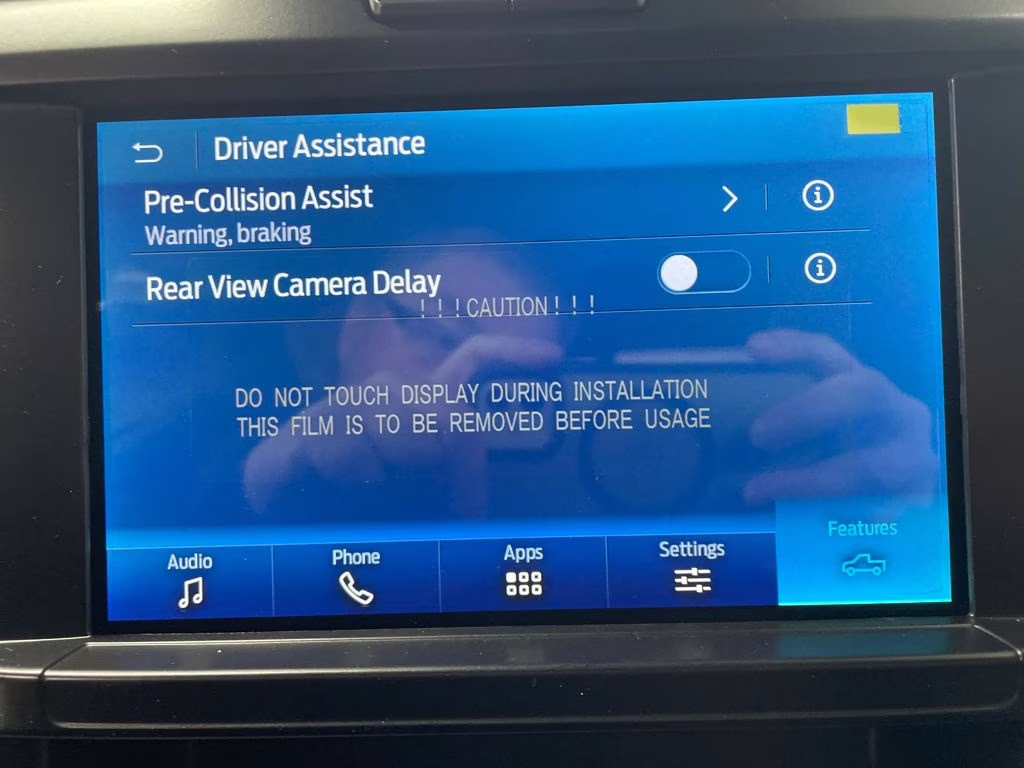 Driver Assistance
Pre-Collision Assist
Warning, braking
Rear View Camera Delay
! ! ! CAUTION ! ! !
DO NOT TOUCH DISPLAY DURING INSTALLATION
THIS FILM IS TO BE REMOVED BEFORE USAGE
Audio
Phone
Apps
Settings
Features